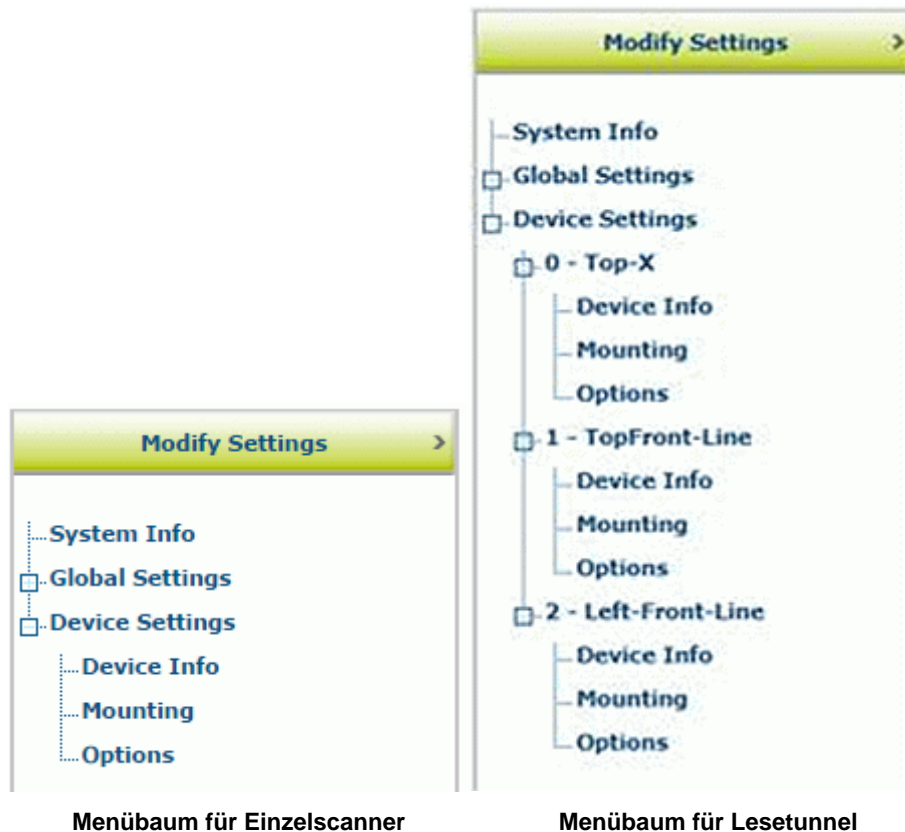 Modify Settings >
System Info
Global Settings
Device Settings
Device Info
Mounting
Options
Menübaum für Einzelscanner
Modify Settings >
System Info
Global Settings
Device Settings
0 - Top-X
Device Info
Mounting
Options
1 - TopFront-Line
Device Info
Mounting
Options
2 - Left-Front-Line
Device Info
Mounting
Options
Menübaum für Lesetunnel